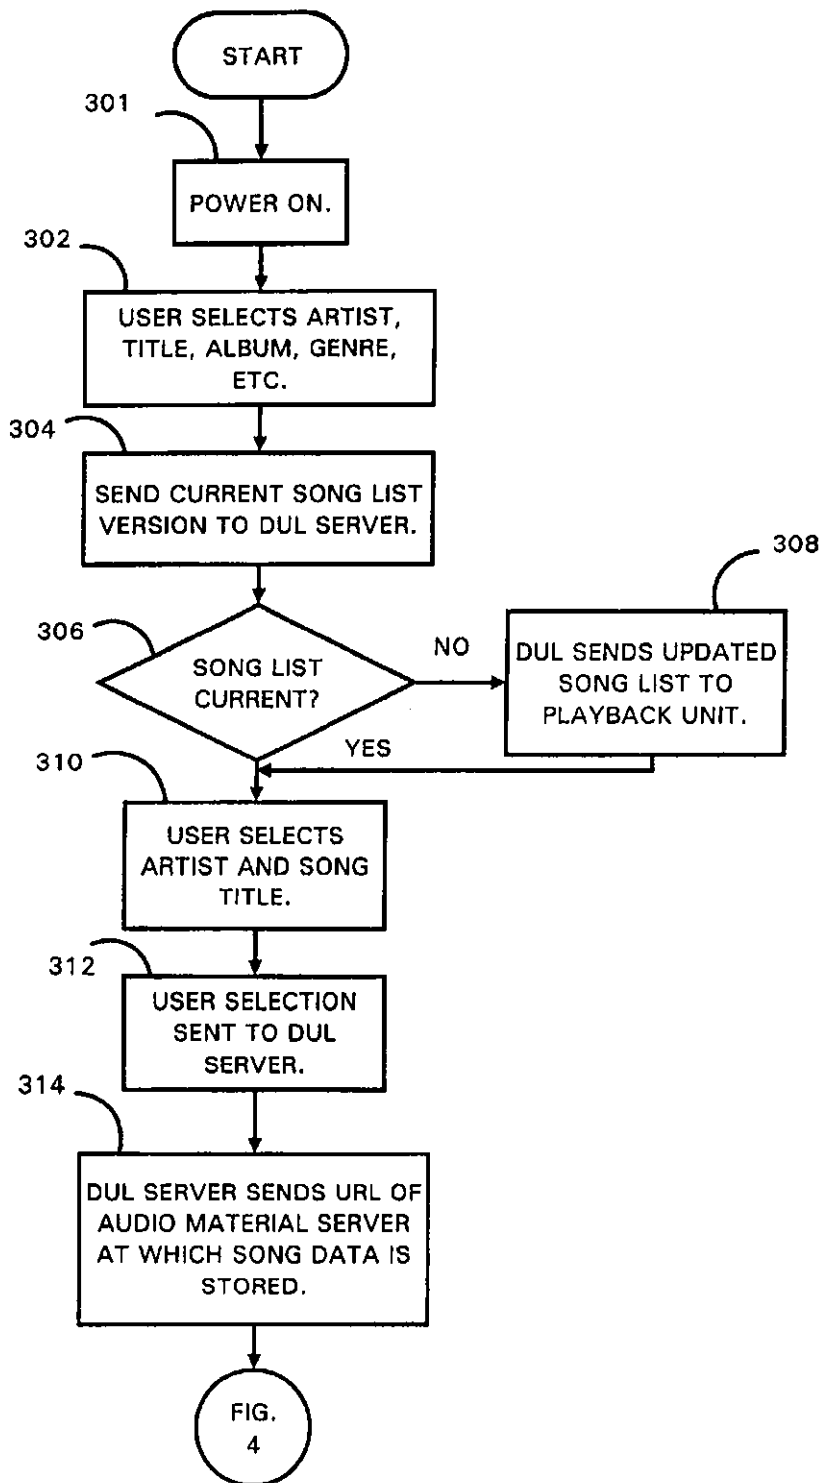 START
301
POWER ON.
302
USER SELECTS ARTIST,
TITLE, ALBUM, GENRE,
ETC.
304
SEND CURRENT SONG LIST
VERSION TO DUL SERVER.
306
SONG LIST
CURRENT?
NO
308
DUL SENDS UPDATED
SONG LIST TO
PLAYBACK UNIT.
YES
310
USER SELECTS
ARTIST AND SONG
TITLE.
312
USER SELECTION
SENT TO DUL
SERVER.
314
DUL SERVER SENDS URL OF
AUDIO MATERIAL SERVER
AT WHICH SONG DATA IS
STORED.
FIG.
4